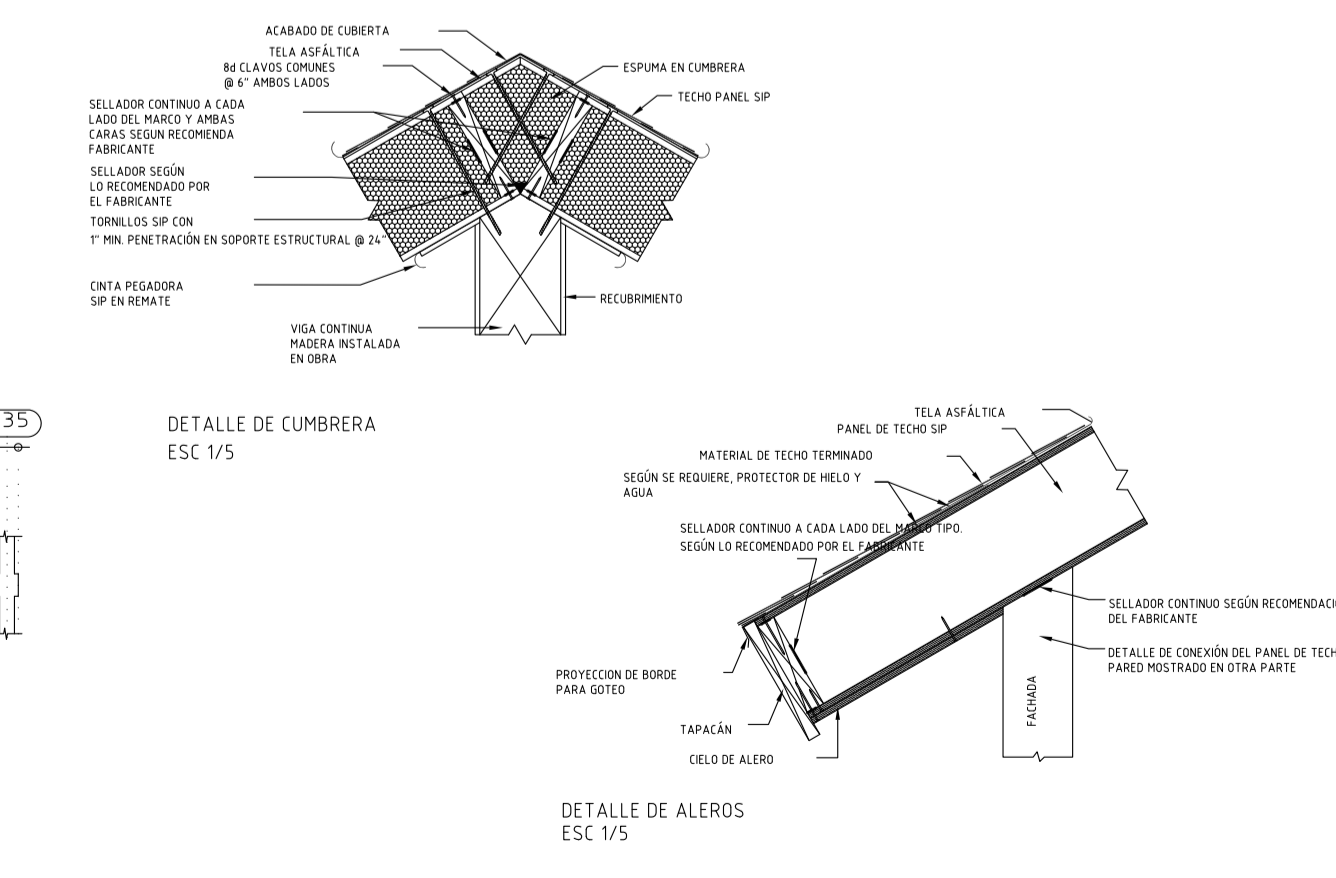 ACABADO DE CUBIERTA
TELA ASFÁLTICA
8d CLAVOS COMUNES
@ 6" AMBOS LADOS
SELLADOR CONTINUO A CADA
LADO DEL MARCO Y AMBAS
CARAS SEGUN RECOMIENDA
FABRICANTE
SELLADOR SEGÚN
LO RECOMENDADO POR
EL FABRICANTE
TORNILLOS SIP CON
1" MIN. PENETRACIÓN EN SOPORTE ESTRUCTURAL @ 24"
CINTA PEGADORA
SIP EN REMATE
VIGA CONTINUA
MADERA INSTALADA
EN OBRA
ESPUMA EN CUMBRERA
TECHO PANEL SIP
RECUBRIMIENTO
35
DETALLE DE CUMBRERA
ESC 1/5
TELA ASFÁLTICA
PANEL DE TECHO SIP
MATERIAL DE TECHO TERMINADO
SEGÚN SE REQUIERE, PROTECTOR DE HIELO Y
AGUA
SELLADOR CONTINUO A CADA LADO DEL MARCO TIPO.
SEGÚN LO RECOMENDADO POR EL FABRICANTE
PROYECCION DE BORDE
PARA GOTEO
TAPACÁN
CIELO DE ALERO
FACHADA
SELLADOR CONTINUO SEGÚN RECOMENDACI
DEL FABRICANTE
DETALLE DE CONEXIÓN DEL PANEL DE TECH
PARED MOSTRADO EN OTRA PARTE
DETALLE DE ALEROS
ESC 1/5